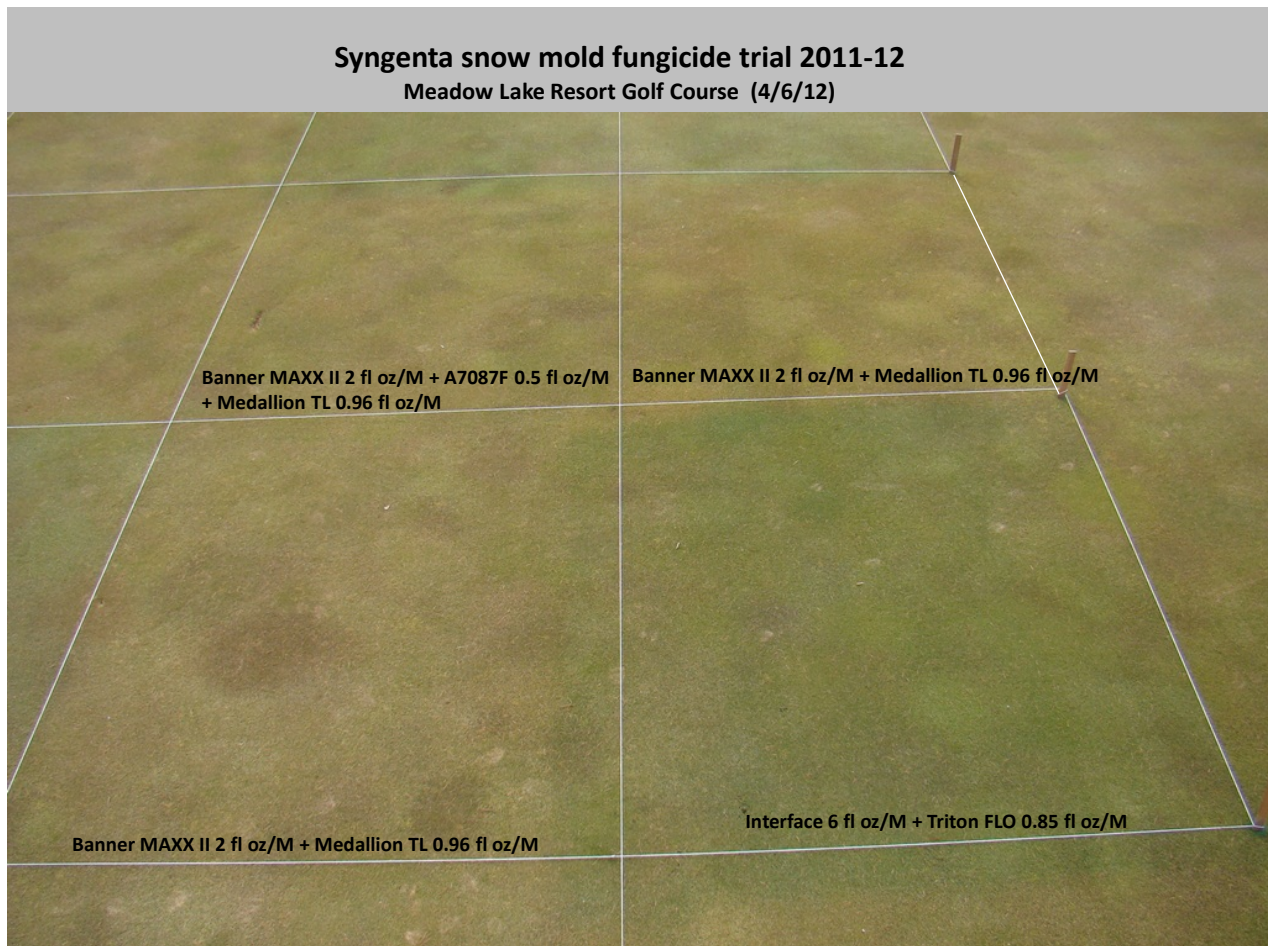 Syngenta snow mold fungicide trial 2011-12
Meadow Lake Resort Golf Course (4/6/12)
Banner MAXX II 2 fl oz/M + A7087F 0.5 fl oz/M
+ Medallion TL 0.96 fl oz/M
Banner MAXX II 2 fl oz/M + Medallion TL 0.96 fl oz/M
Banner MAXX II 2 fl oz/M + Medallion TL 0.96 fl oz/M
Interface 6 fl oz/M + Triton FLO 0.85 fl oz/M